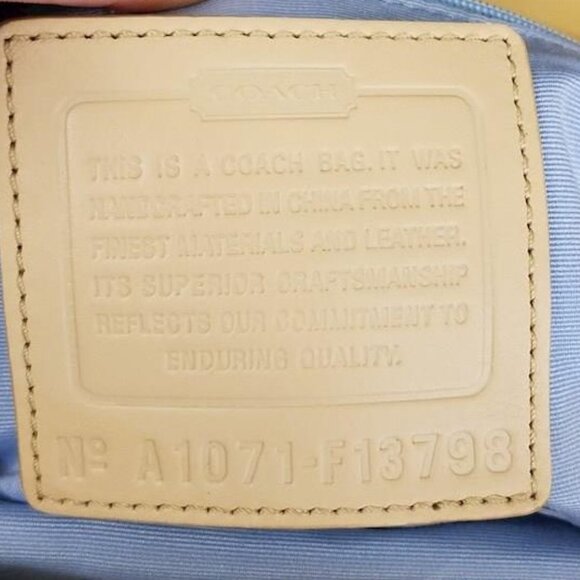 COACH
THIS IS A COACH BAG. IT WAS
HANDCRAFTED IN CHINA FROM THE
FINEST MATERIALS AND LEATHER.
ITS SUPERIOR CRAFTSMANSHIP
REFLECTS OUR COMMITMENT TO
ENDURING QUALITY.
Nº A1071-F13798